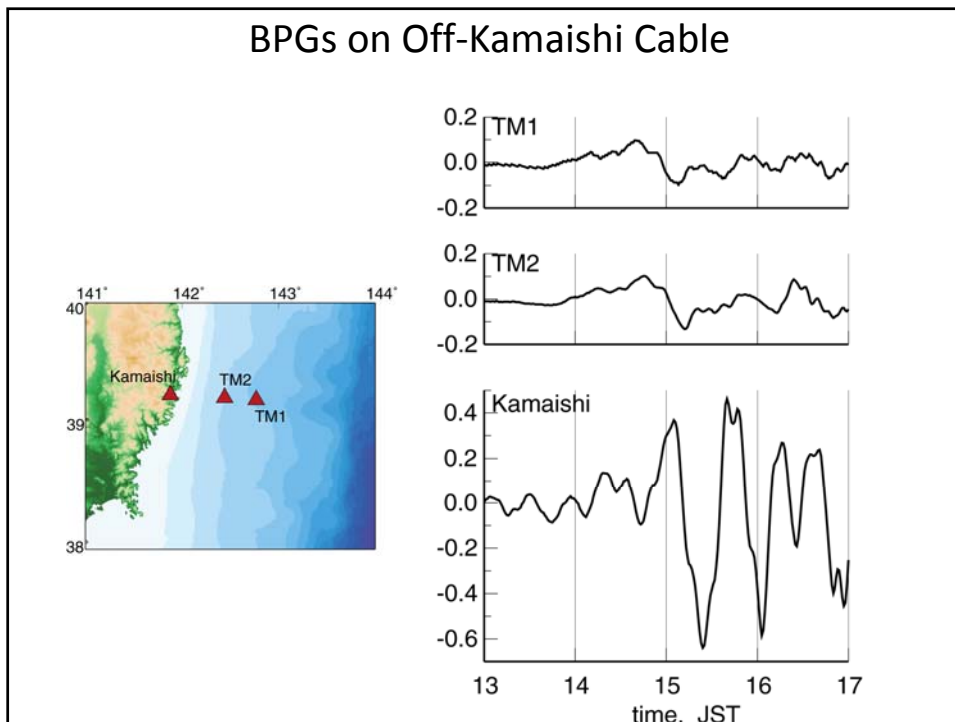 BPGs on Off-Kamaishi Cable
141° 142° 143° 144°
40
39
38
Kamaishi
TM2
TM1
TM1
0.2
0.0
-0.2
TM2
0.2
0.0
-0.2
Kamaishi
0.4
0.2
0.0
-0.2
-0.4
-0.6
13 14 15 16 17
time, JST